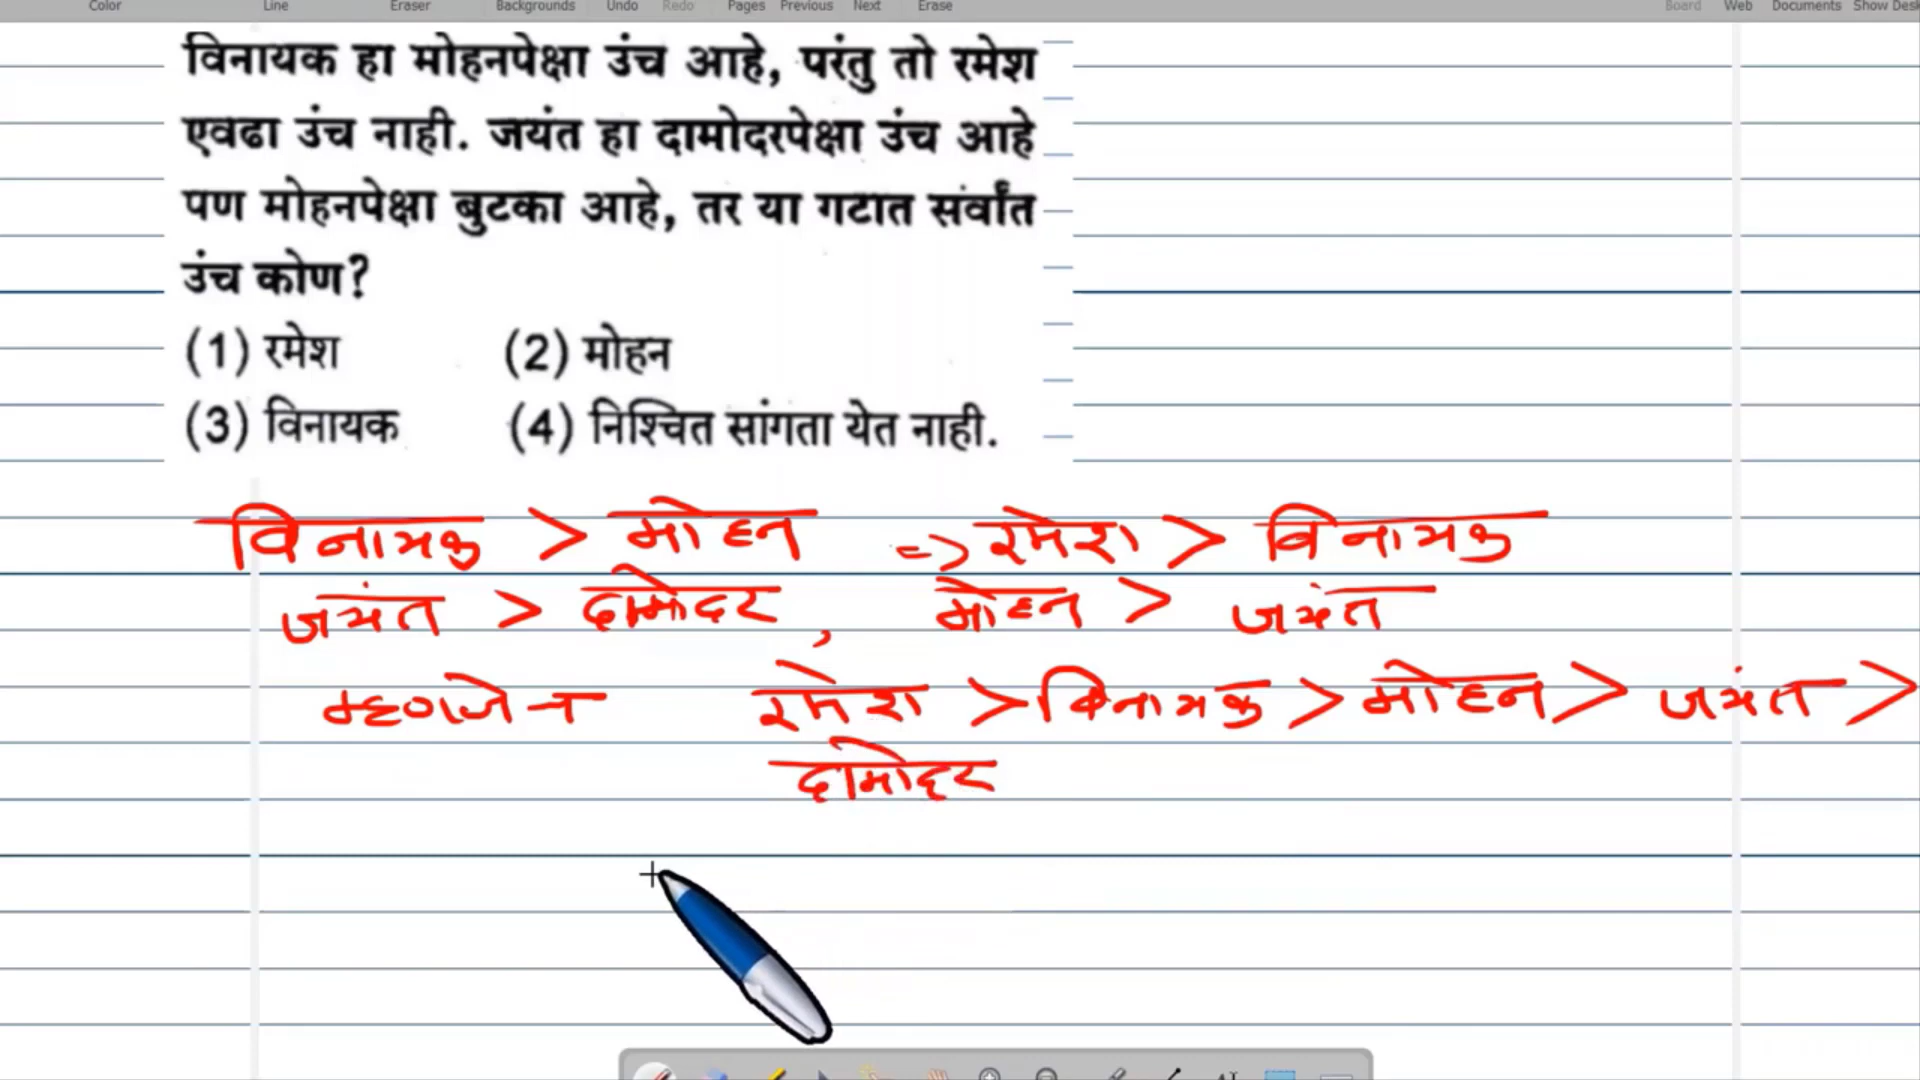 Color Line Eraser Backgrounds Undo Redo Pages Previous Next Erase Board Web Documents Show Desk
विनायक हा मोहनपेक्षा उंच आहे, परंतु तो रमेश
एवढा उंच नाही. जयंत हा दामोदरपेक्षा उंच आहे
पण मोहनपेक्षा बुटका आहे, तर या गटात संर्वांत
उंच कोण?
(1) रमेश (2) मोहन
(3) विनायक (4) निश्चित सांगता येत नाही.
विनायक > मोहन => रमेश > विनायक
जयंत > दामोदर , मोहन > जयंत
म्हणजेच रमेश > विनायक > मोहन > जयंत >
दामोदर